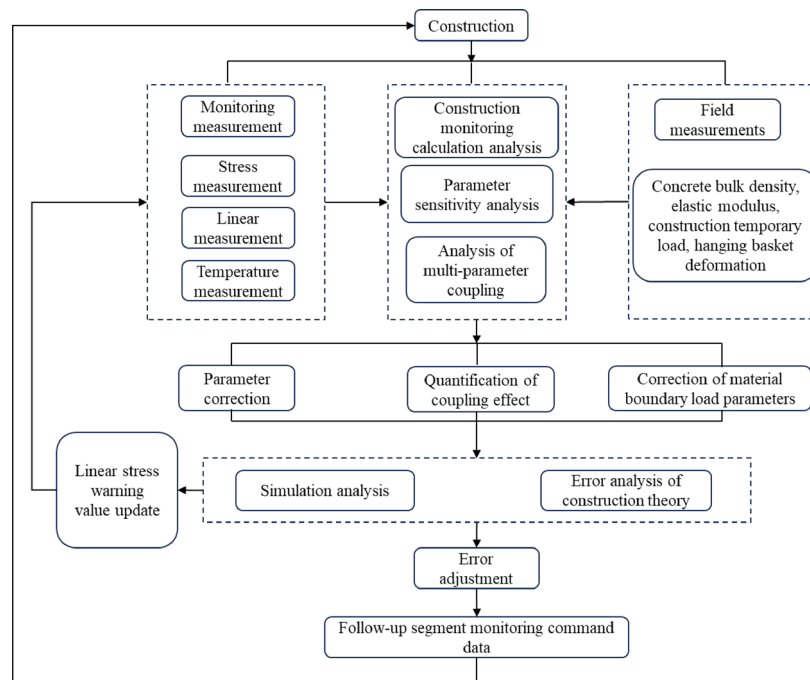 Construction
Monitoring
measurement
Stress
measurement
Linear
measurement
Temperature
measurement
Construction
monitoring
calculation analysis
Parameter
sensitivity analysis
Analysis of
multi-parameter
coupling
Field
measurements
Concrete bulk density,
elastic modulus,
construction temporary
load, hanging basket
deformation
Parameter
correction
Quantification of
coupling effect
Correction of material
boundary load parameters
Linear stress
warning
value update
Simulation analysis
Error analysis of
construction theory
Error
adjustment
Follow-up segment monitoring command
data